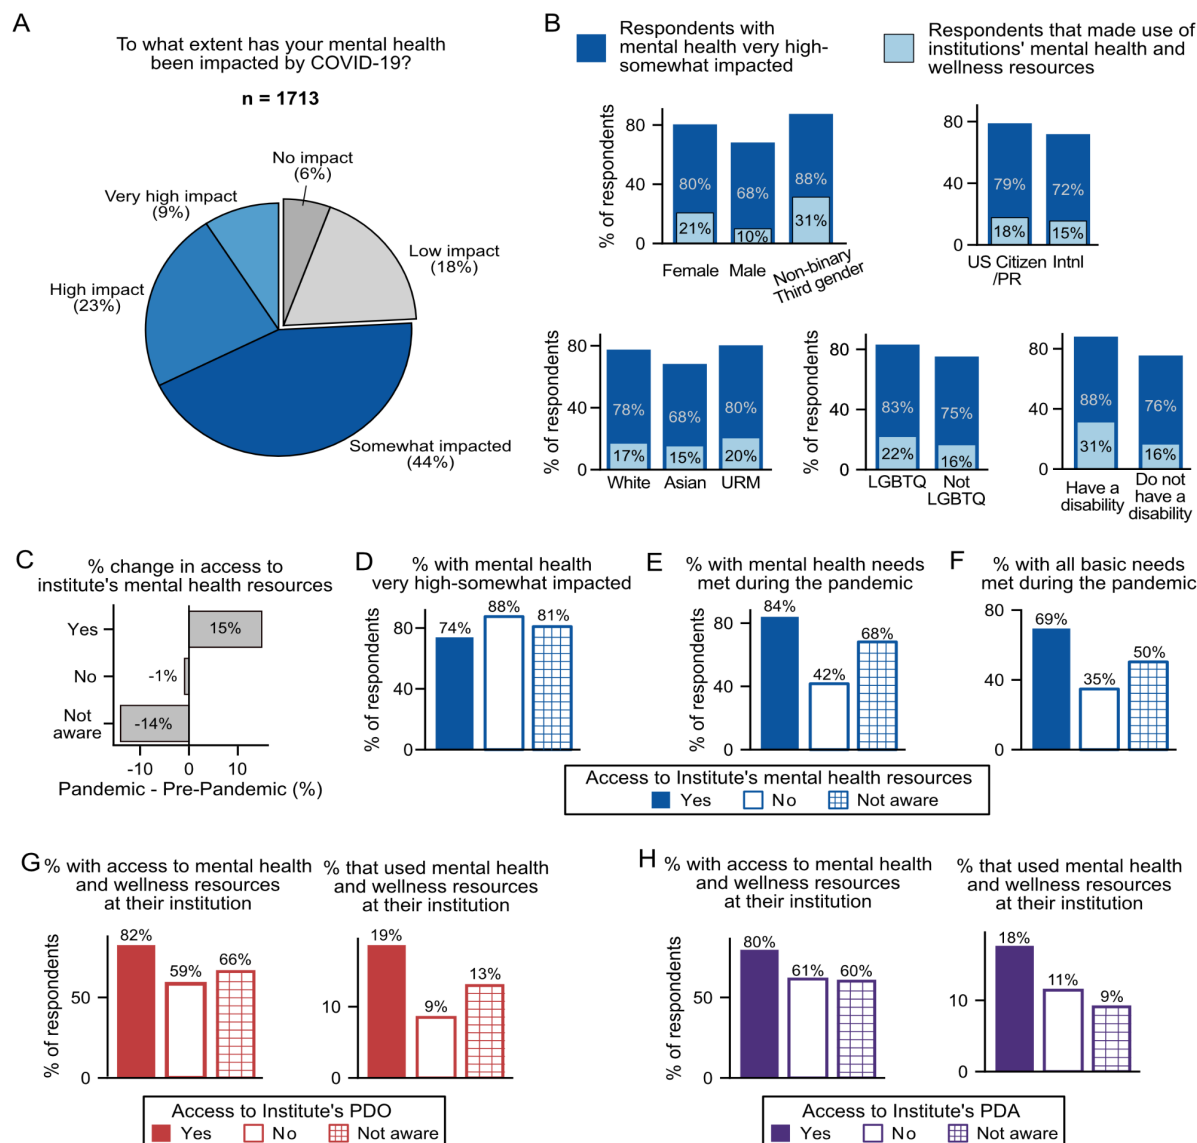 A
To what extent has your mental health
been impacted by COVID-19?
n = 1713
No impact
(6%)
Very high impact
(9%)
Low impact
(18%)
High impact
(23%)
Somewhat impacted
(44%)
B
Respondents with
mental health very high-
somewhat impacted
Respondents that made use of
institutions' mental health and
wellness resources
% of respondents
80
40
0
80%
68%
88%
21%
10%
31%
Female
Male
Non-binary
Third gender
80
40
0
79%
72%
18%
15%
US Citizen
/PR
Intnl
% of respondents
80
40
0
78%
68%
80%
17%
15%
20%
White
Asian
URM
80
40
0
83%
75%
22%
16%
LGBTQ
Not
LGBTQ
80
40
0
88%
76%
31%
16%
Have a
disability
Do not
have a
disability
C
% change in access to
institute's mental health resources
Yes
No
Not
aware
15%
-1%
-14%
-10
0
10
Pandemic - Pre-Pandemic (%)
D
% with mental health
very high-somewhat impacted
% of respondents
80
40
0
74%
88%
81%
E
% with mental health needs
met during the pandemic
% of respondents
80
40
0
84%
42%
68%
F
% with all basic needs
met during the pandemic
80
40
0
69%
35%
50%
Access to Institute's mental health resources
Yes
No
Not aware
G
% with access to mental health
and wellness resources
at their institution
% of respondents
50
0
82%
59%
66%
% that used mental health
and wellness resources
at their institution
10
0
19%
9%
13%
Access to Institute's PDO
Yes
No
Not aware
H
% with access to mental health
and wellness resources
at their institution
% of respondents
50
0
80%
61%
60%
% that used mental health
and wellness resources
at their institution
10
0
18%
11%
9%
Access to Institute's PDA
Yes
No
Not aware